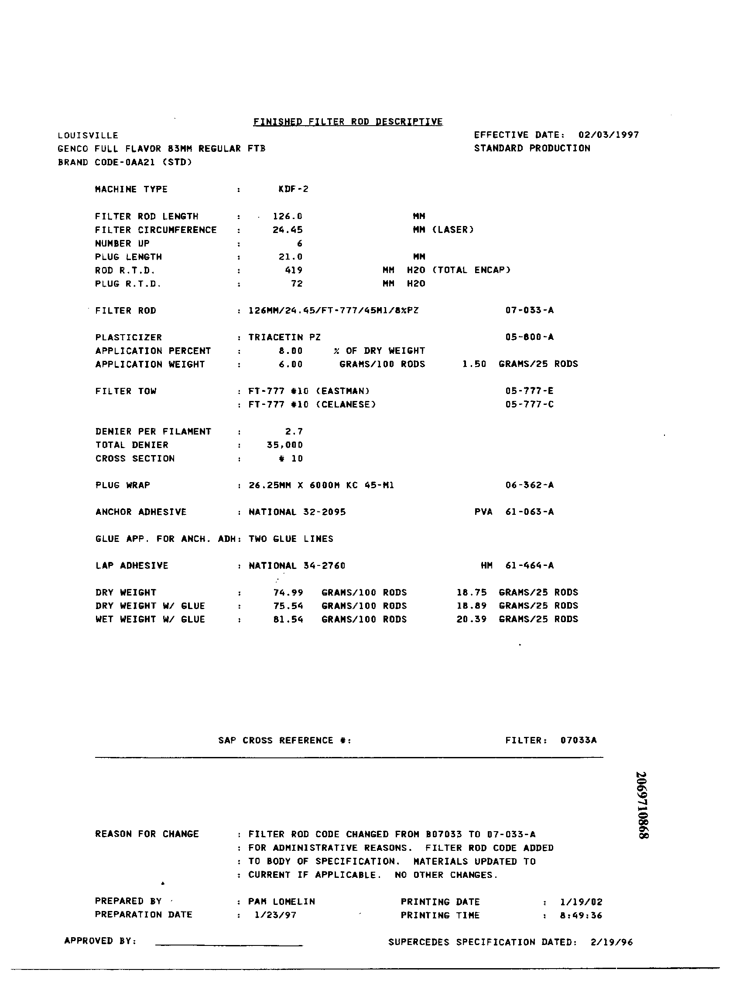 FINISHED FILTER ROD DESCRIPTIVE
LOUISVILLE EFFECTIVE DATE: 02/03/1997
GENCO FULL FLAVOR 83MM REGULAR FTB STANDARD PRODUCTION
BRAND CODE-0AA21 (STD)
MACHINE TYPE : KDF-2
FILTER ROD LENGTH : 126.0 MM
FILTER CIRCUMFERENCE : 24.45 MM (LASER)
NUMBER UP : 6
PLUG LENGTH : 21.0 MM
ROD R.T.D. : 419 MM H2O (TOTAL ENCAP)
PLUG R.T.D. : 72 MM H2O
FILTER ROD : 126MM/24.45/FT-777/45M1/8%PZ 07-033-A
PLASTICIZER : TRIACETIN PZ 05-800-A
APPLICATION PERCENT : 8.00 % OF DRY WEIGHT
APPLICATION WEIGHT : 6.00 GRAMS/100 RODS 1.50 GRAMS/25 RODS
FILTER TOW : FT-777 #10 (EASTMAN) 05-777-E
: FT-777 #10 (CELANESE) 05-777-C
DENIER PER FILAMENT : 2.7
TOTAL DENIER : 35,000
CROSS SECTION : # 10
PLUG WRAP : 26.25MM X 6000M KC 45-M1 06-362-A
ANCHOR ADHESIVE : NATIONAL 32-2095 PVA 61-063-A
GLUE APP. FOR ANCH. ADH: TWO GLUE LINES
LAP ADHESIVE : NATIONAL 34-2760 HM 61-464-A
DRY WEIGHT : 74.99 GRAMS/100 RODS 18.75 GRAMS/25 RODS
DRY WEIGHT W/ GLUE : 75.54 GRAMS/100 RODS 18.89 GRAMS/25 RODS
WET WEIGHT W/ GLUE : 81.54 GRAMS/100 RODS 20.39 GRAMS/25 RODS
SAP CROSS REFERENCE #: FILTER: 07033A
2069710868
REASON FOR CHANGE : FILTER ROD CODE CHANGED FROM B07033 TO 07-033-A
: FOR ADMINISTRATIVE REASONS. FILTER ROD CODE ADDED
: TO BODY OF SPECIFICATION. MATERIALS UPDATED TO
: CURRENT IF APPLICABLE. NO OTHER CHANGES.
PREPARED BY : PAM LOMELIN PRINTING DATE : 1/19/02
PREPARATION DATE : 1/23/97 PRINTING TIME : 8:49:36
APPROVED BY: SUPERCEDES SPECIFICATION DATED: 2/19/96